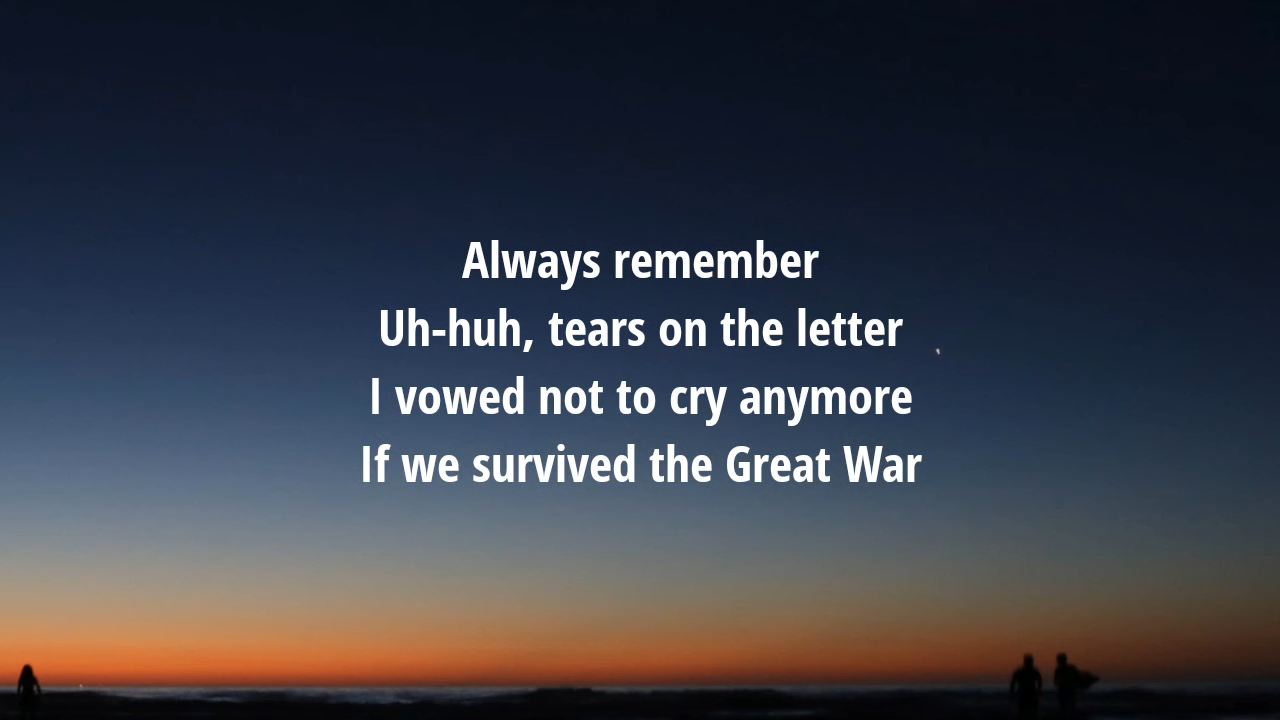 Always remember
Uh-huh, tears on the letter
I vowed not to cry anymore
If we survived the Great War